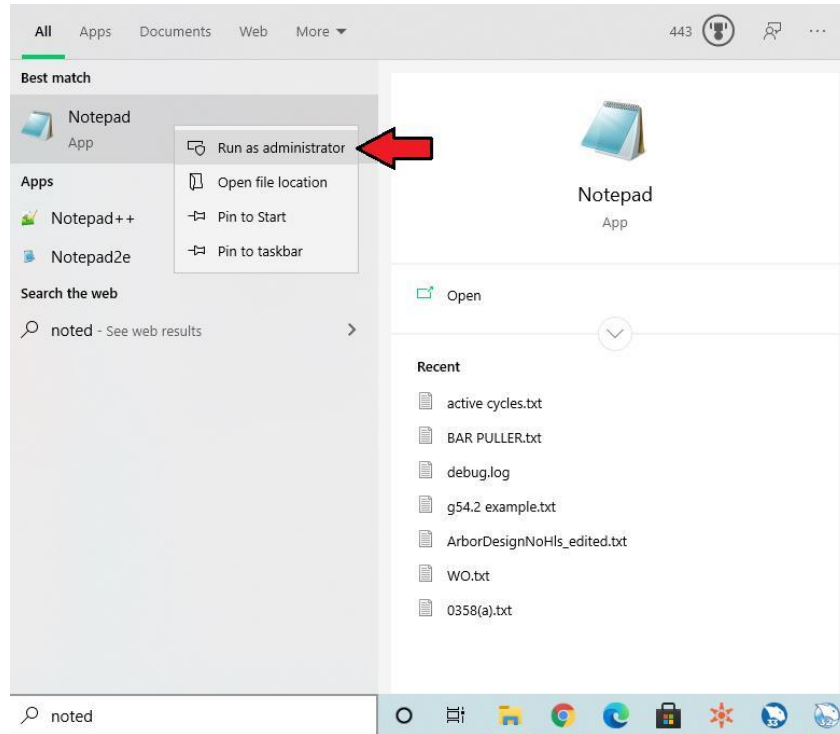 All Apps Documents Web More 443 ...
Best match
Notepad
App
Run as administrator
Open file location
Pin to Start
Pin to taskbar
Apps
Notepad++
Notepad2e
Search the web
noted - See web results
Notepad
App
Open
Recent
active cycles.txt
BAR PULLER.txt
debug.log
g54.2 example.txt
ArborDesignNoHls_edited.txt
WO.txt
0358(a).txt
noted